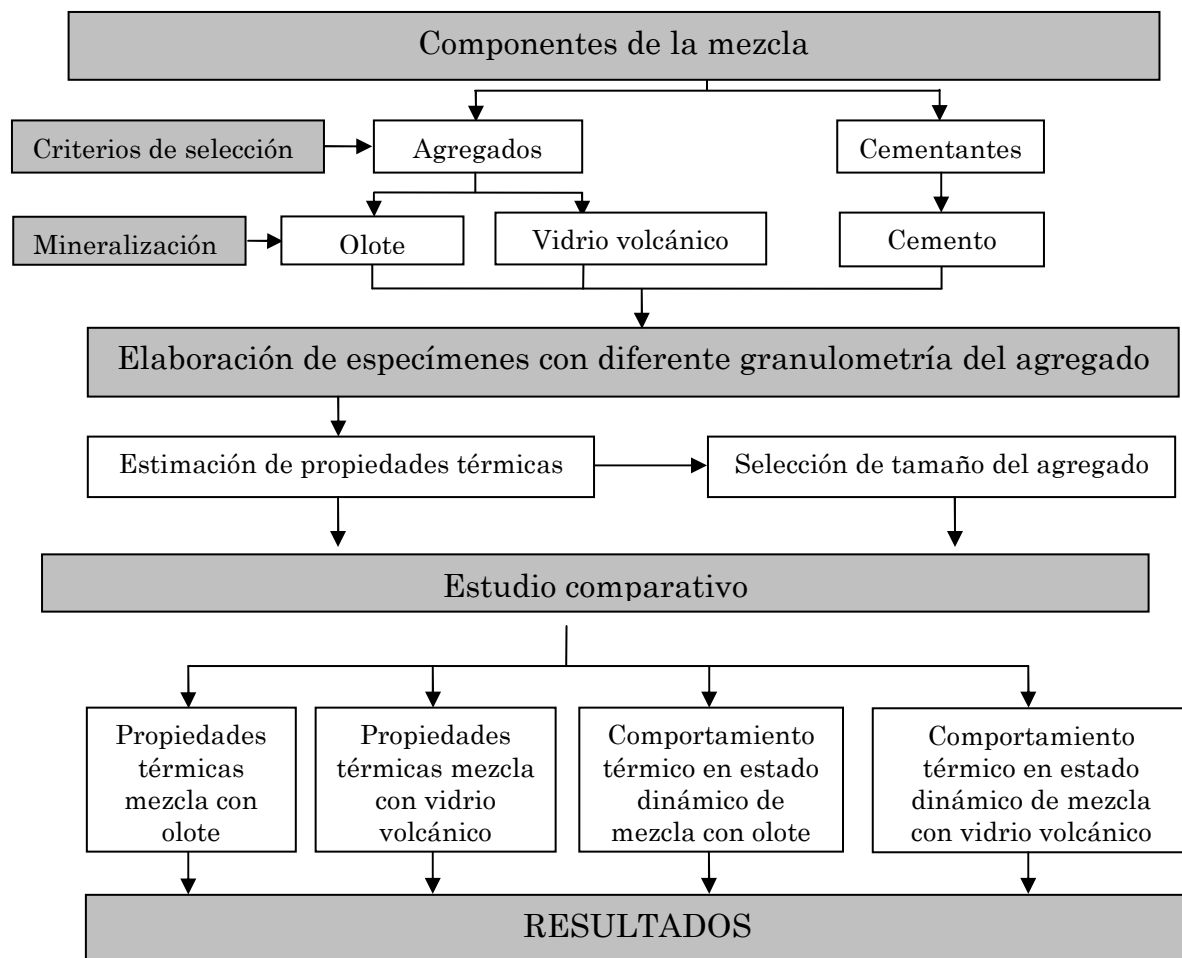 Componentes de la mezcla
Criterios de selección
Agregados
Cementantes
Mineralización
Olote
Vidrio volcánico
Cemento
Elaboración de especímenes con diferente granulometría del agregado
Estimación de propiedades térmicas
Selección de tamaño del agregado
Estudio comparativo
Propiedades
térmicas
mezcla con
olote
Propiedades
térmicas mezcla
con vidrio
volcánico
Comportamiento
térmico en estado
dinámico de
mezcla con olote
Comportamiento
térmico en estado
dinámico de mezcla
con vidrio volcánico
RESULTADOS